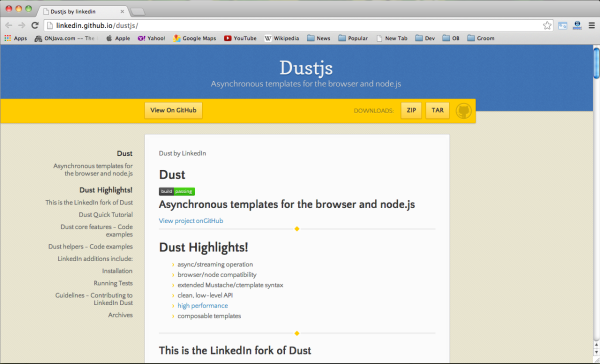 Dustjs by linkedin
linkedin.github.io/dustjs/
Apps
ONJava.com -- The
Apple
Yahoo!
Google Maps
YouTube
Wikipedia
News
Popular
New Tab
Dev
OB
Groom
Dustjs
Asynchronous templates for the browser and node.js
View On GitHub
DOWNLOADS:
ZIP
TAR
Dust
Asynchronous templates for
the browser and node.js
Dust Highlights!
This is the LinkedIn fork of Dust
Dust Quick Tutorial
Dust core features – Code
examples
Dust helpers – Code examples
LinkedIn additions include:
Installation
Running Tests
Guidelines – Contributing to
LinkedIn Dust
Archives
Dust by LinkedIn
Dust
build passing
Asynchronous templates for the browser and node.js
View project onGitHub
Dust Highlights!
async/streaming operation
browser/node compatibility
extended Mustache/ctemplate syntax
clean, low-level API
high performance
composable templates
This is the LinkedIn fork of Dust